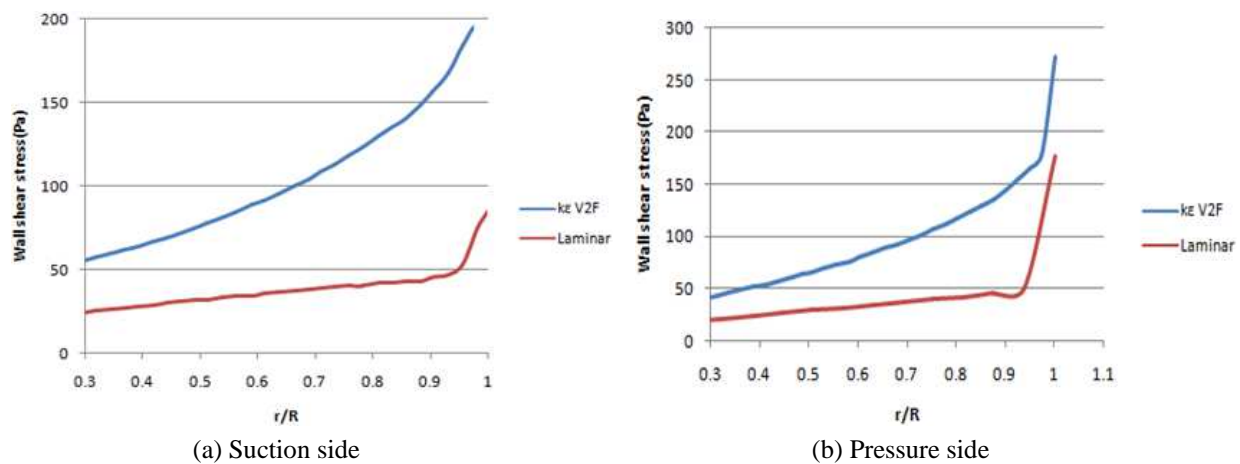 200
150
100
50
0
Wall shear stress(Pa)
0.3 0.4 0.5 0.6 0.7 0.8 0.9 1
r/R
kε V2F
Laminar
(a) Suction side
300
250
200
150
100
50
0
Wall shear stress(Pa)
0.3 0.4 0.5 0.6 0.7 0.8 0.9 1 1.1
r/R
kε V2F
Laminar
(b) Pressure side